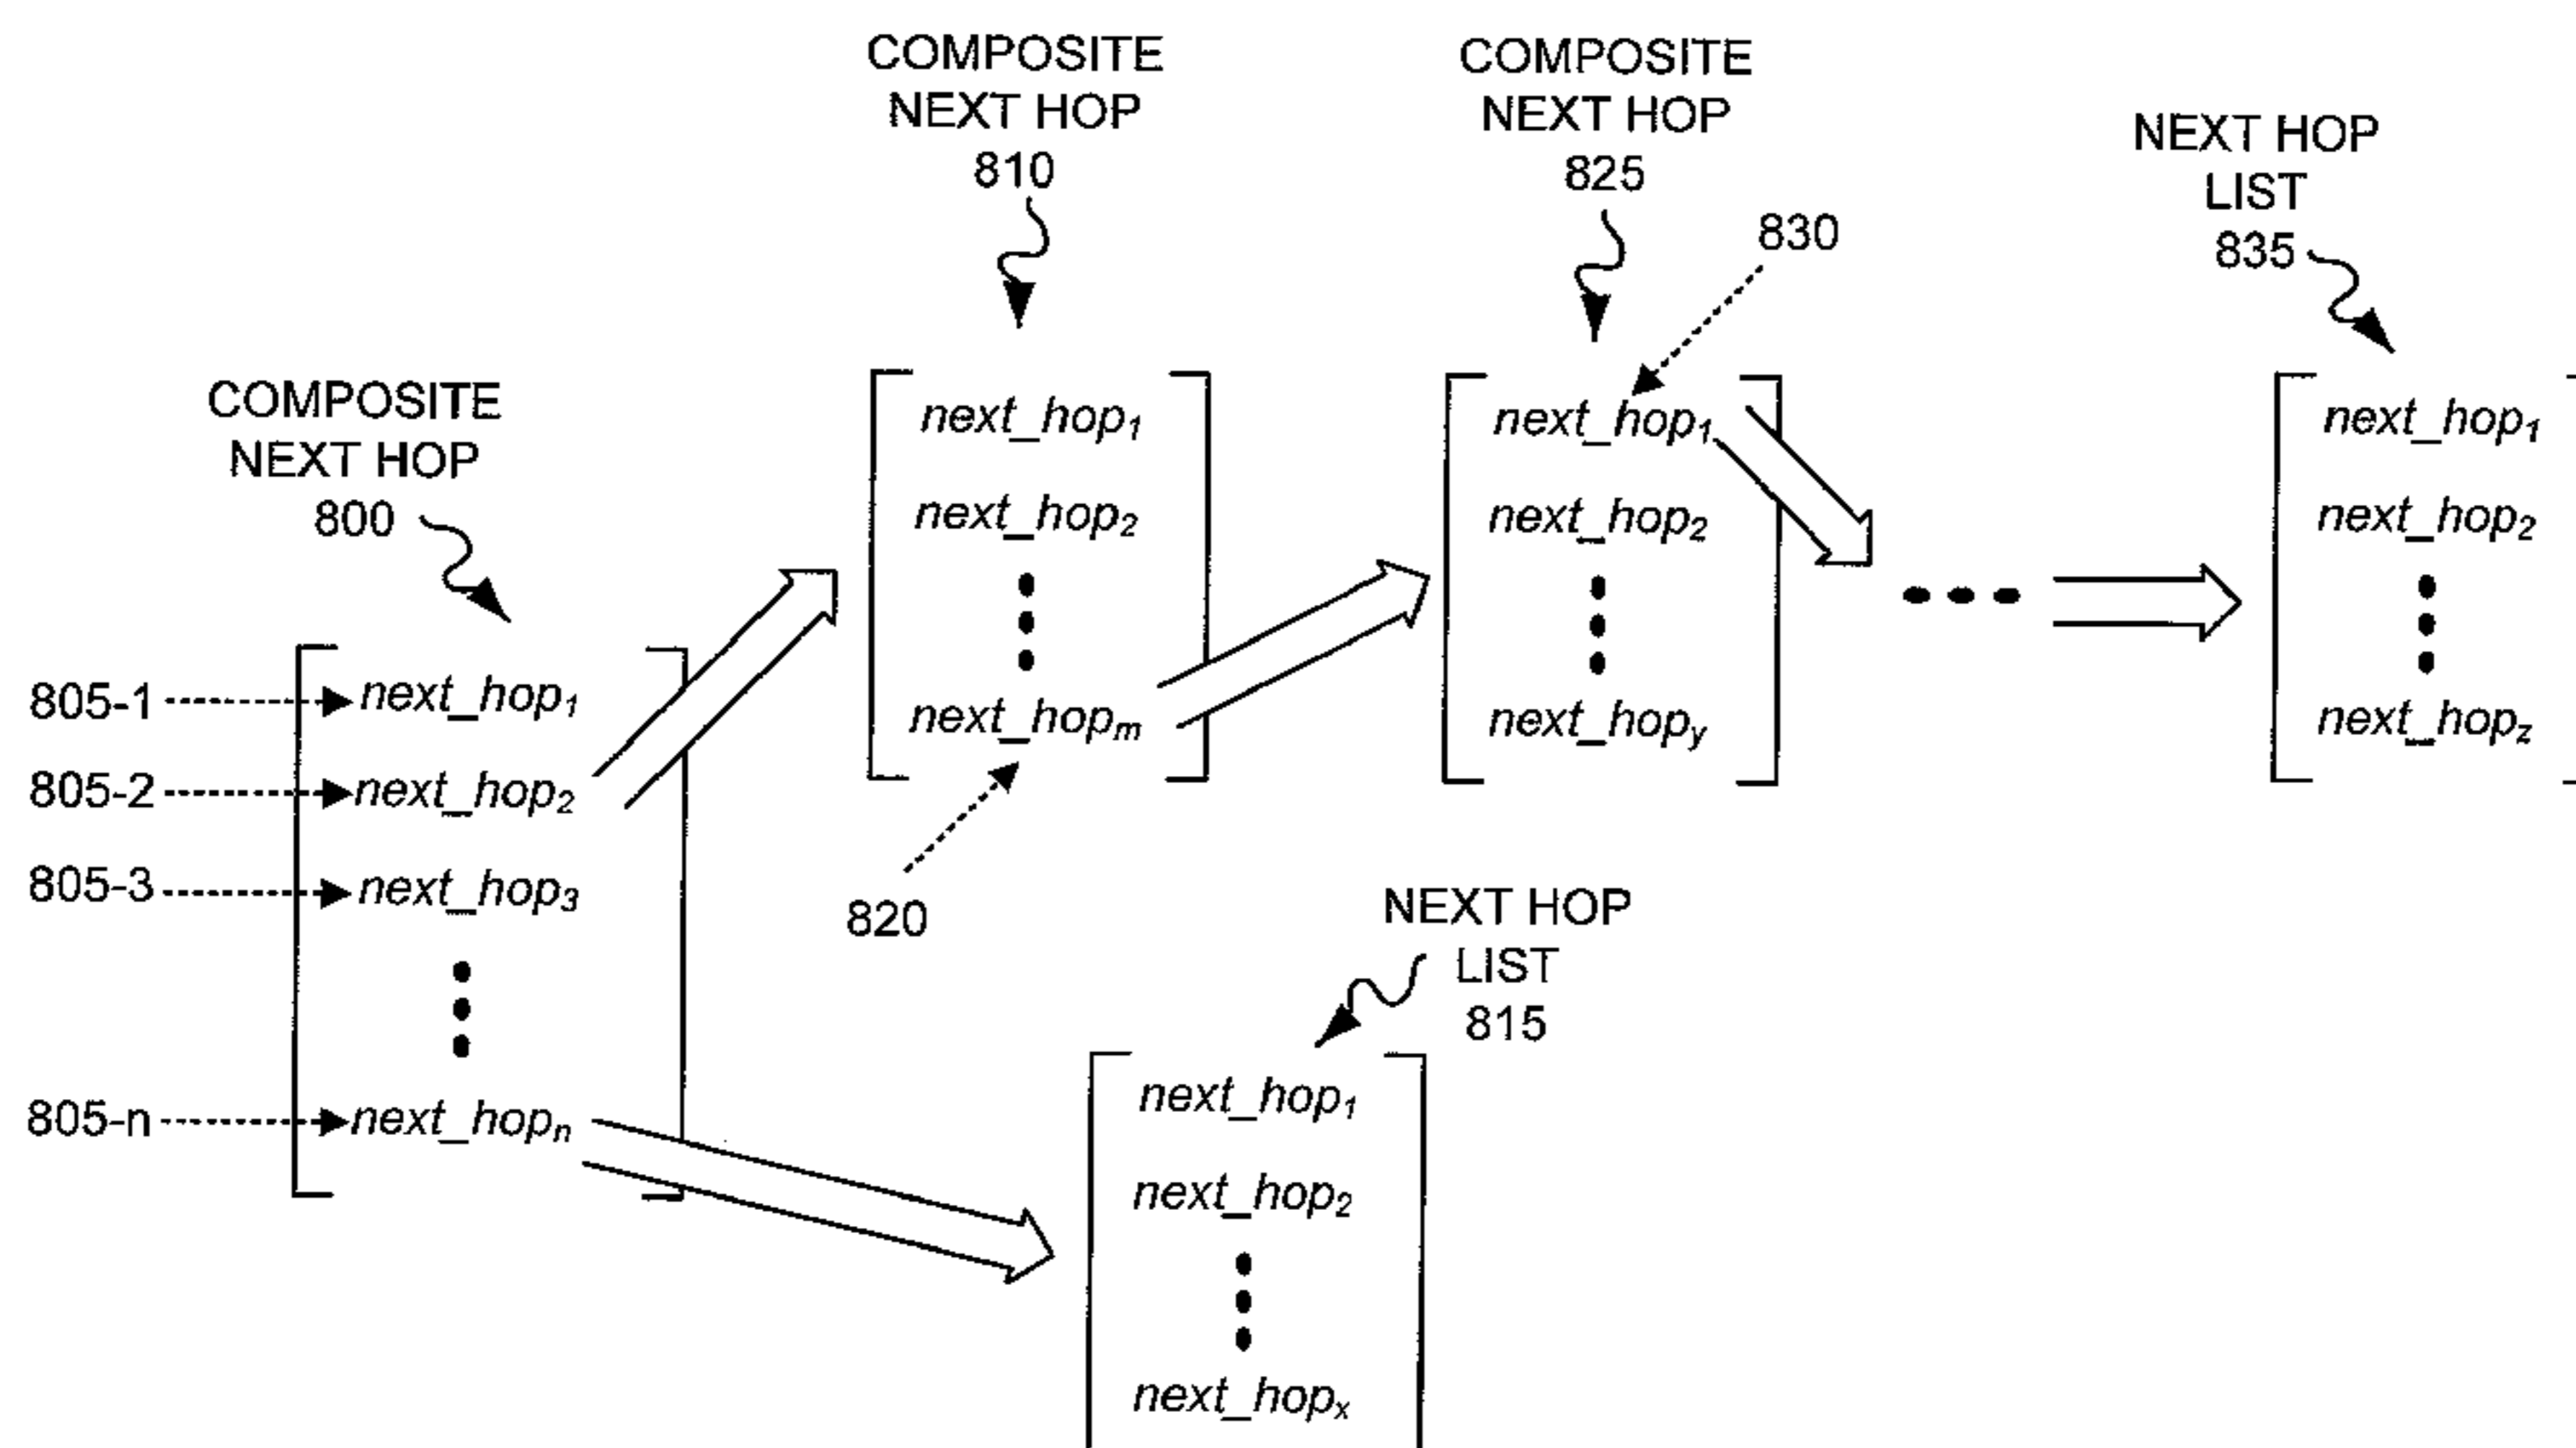 COMPOSITE
NEXT HOP
810
COMPOSITE
NEXT HOP
825
830
NEXT HOP
LIST
835
COMPOSITE
NEXT HOP
800
805-1
next_hop₁
805-2
next_hop₂
805-3
next_hop₃
805-n
next_hopₙ
next_hop₁
next_hop₂
next_hopₘ
820
next_hop₁
next_hop₂
next_hop_y
next_hop₁
next_hop₂
next_hop_z
NEXT HOP
LIST
815
next_hop₁
next_hop₂
next_hopₓ